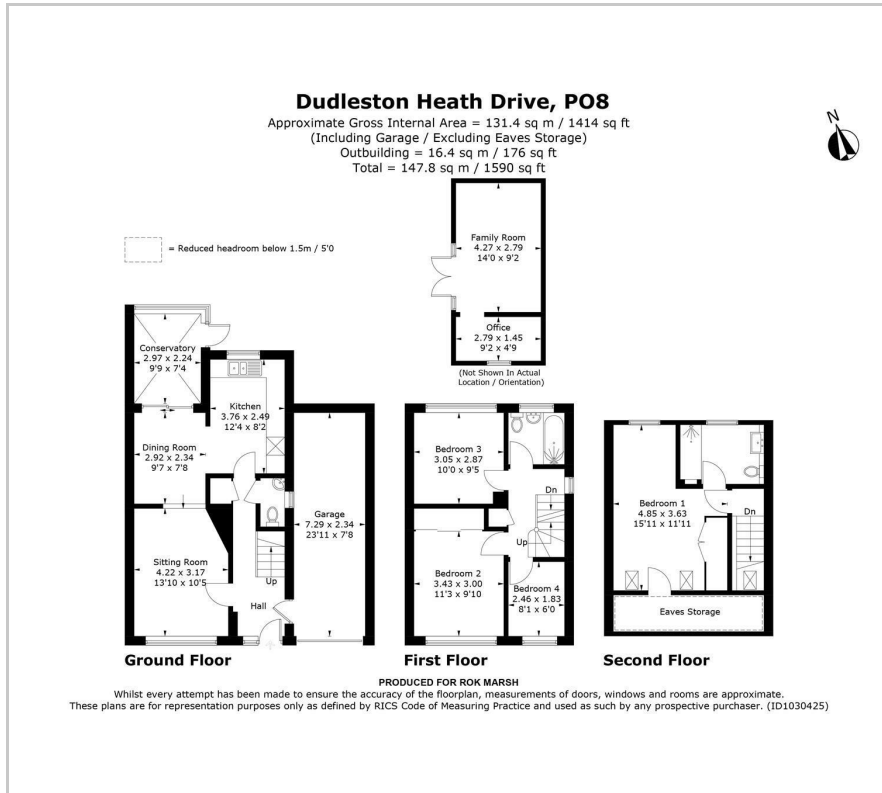 Dudleston Heath Drive, PO8
Approximate Gross Internal Area = 131.4 sq m / 1414 sq ft
(Including Garage / Excluding Eaves Storage)
Outbuilding = 16.4 sq m / 176 sq ft
Total = 147.8 sq m / 1590 sq ft
N
= Reduced headroom below 1.5m / 5'0
Family Room
4.27 x 2.79
14'0 x 9'2
Office
2.79 x 1.45
9'2 x 4'9
(Not Shown In Actual
Location / Orientation)
Conservatory
2.97 x 2.24
9'9 x 7'4
Kitchen
3.76 x 2.49
12'4 x 8'2
Dining Room
2.92 x 2.34
9'7 x 7'8
Garage
7.29 x 2.34
23'11 x 7'8
Sitting Room
4.22 x 3.17
13'10 x 10'5
Up
Hall
Ground Floor
Bedroom 3
3.05 x 2.87
10'0 x 9'5
Dn
Up
Bedroom 2
3.43 x 3.00
11'3 x 9'10
Bedroom 4
2.46 x 1.83
8'1 x 6'0
First Floor
Bedroom 1
4.85 x 3.63
15'11 x 11'11
Dn
Eaves Storage
Second Floor
PRODUCED FOR ROK MARSH
Whilst every attempt has been made to ensure the accuracy of the floorplan, measurements of doors, windows and rooms are approximate.
These plans are for representation purposes only as defined by RICS Code of Measuring Practice and used as such by any prospective purchaser. (ID1030425)